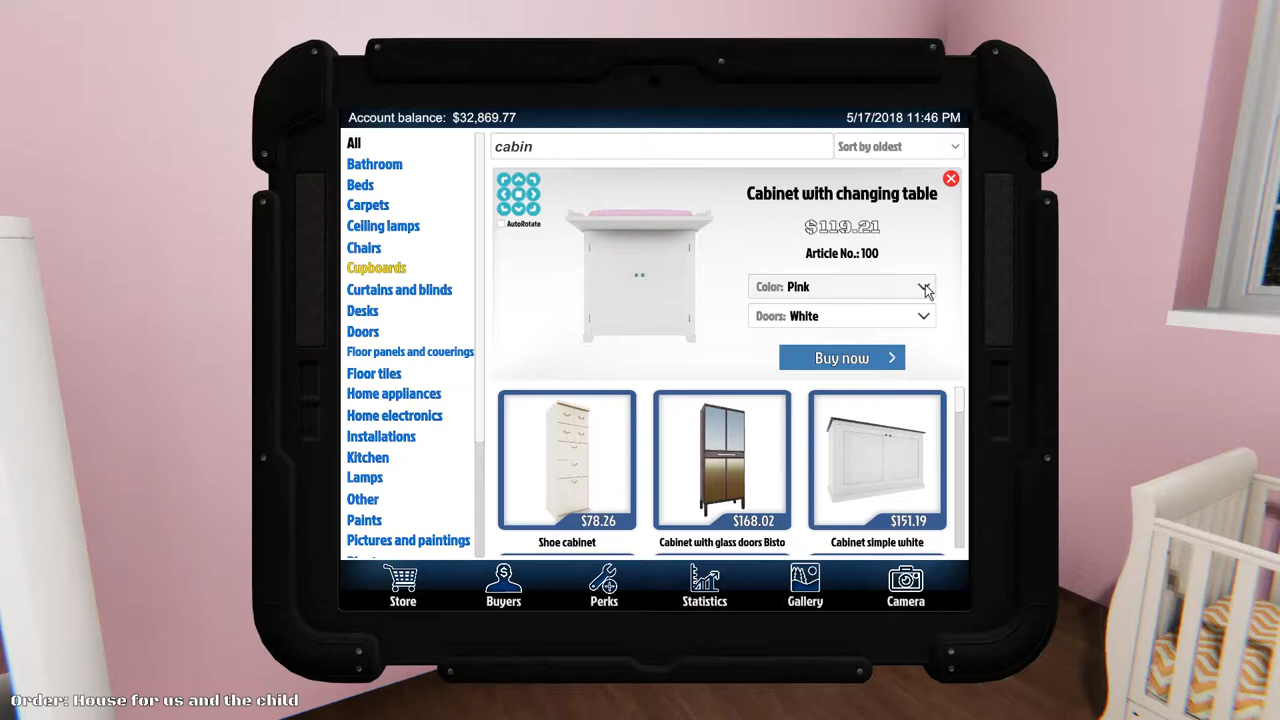 Account balance: $32,869.77
5/17/2018 11:46 PM
All
Bathroom
Beds
Carpets
Ceiling lamps
Chairs
Cupboards
Curtains and blinds
Desks
Doors
Floor panels and coverings
Floor tiles
Home appliances
Home electronics
Installations
Kitchen
Lamps
Other
Paints
Pictures and paintings
cabin
Sort by oldest
AutoRotate
Cabinet with changing table
$119.21
Article No.: 100
Color: Pink
Doors: White
Buy now
$78.26
$168.02
$151.19
Shoe cabinet
Cabinet with glass doors Bisto
Cabinet simple white
Store
Buyers
Perks
Statistics
Gallery
Camera
Order: House for us and the child